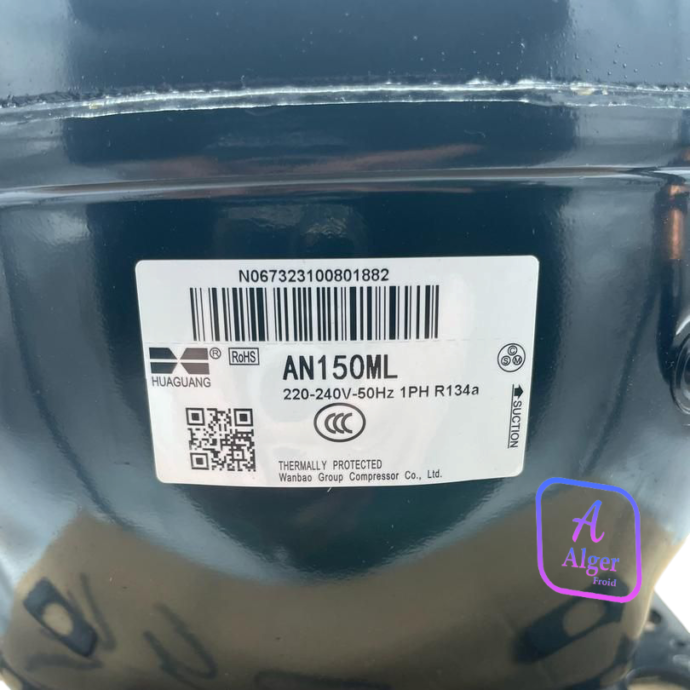 N067323100801882
HUAGUANG
®
RoHS
AN150ML
220-240V-50Hz 1PH R134a
CCC
THERMALLY PROTECTED
Wanbao Group Compressor Co., Ltd.
C
S M
SUCTION
A
Alger
Froid